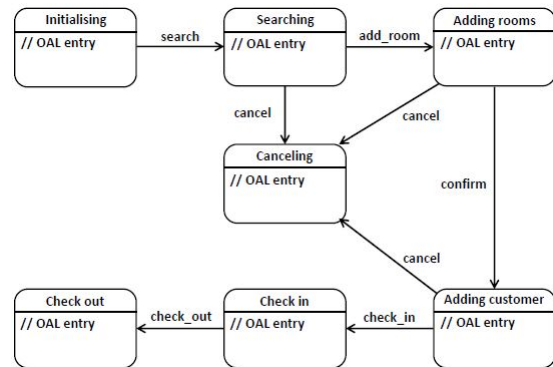 Initialising
// OAL entry
search
Searching
// OAL entry
add_room
Adding rooms
// OAL entry
cancel
cancel
Canceling
// OAL entry
confirm
cancel
Check out
// OAL entry
check_out
Check in
// OAL entry
check_in
Adding customer
// OAL entry